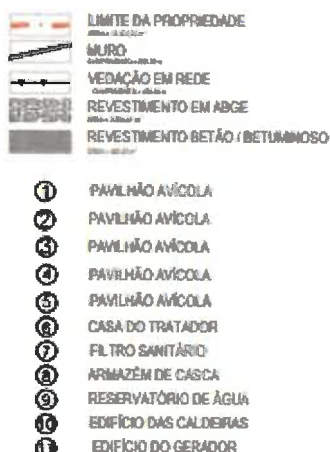 LIMITE DA PROPRIEDADE
MURO
VEDAÇÃO EM REDE
REVESTIMENTO EM ABGE
REVESTIMENTO BETÃO / BETUMINOSO
1 PAVILHÃO AVÍCOLA
2 PAVILHÃO AVÍCOLA
3 PAVILHÃO AVÍCOLA
4 PAVILHÃO AVÍCOLA
5 PAVILHÃO AVÍCOLA
6 CASA DO TRATADOR
7 FILTRO SANITÁRIO
8 ARMAZÉM DE CASCA
9 RESERVATÓRIO DE ÁGUA
10 EDIFÍCIO DAS CALDEIRAS
11 EDIFÍCIO DO GERADOR